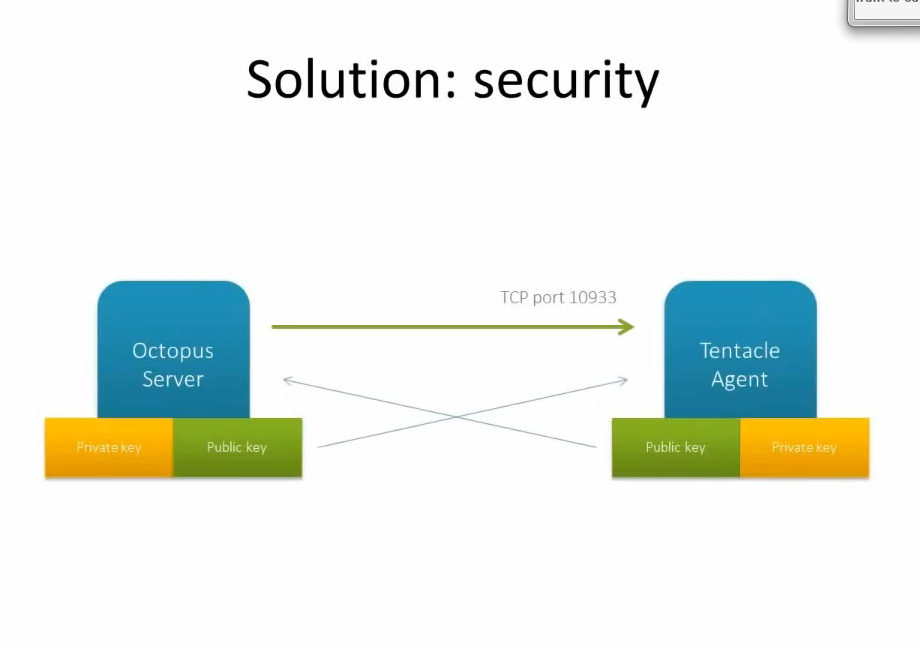 Solution: security
TCP port 10933
Octopus
Server
Tentacle
Agent
Private key
Public key
Public key
Private key